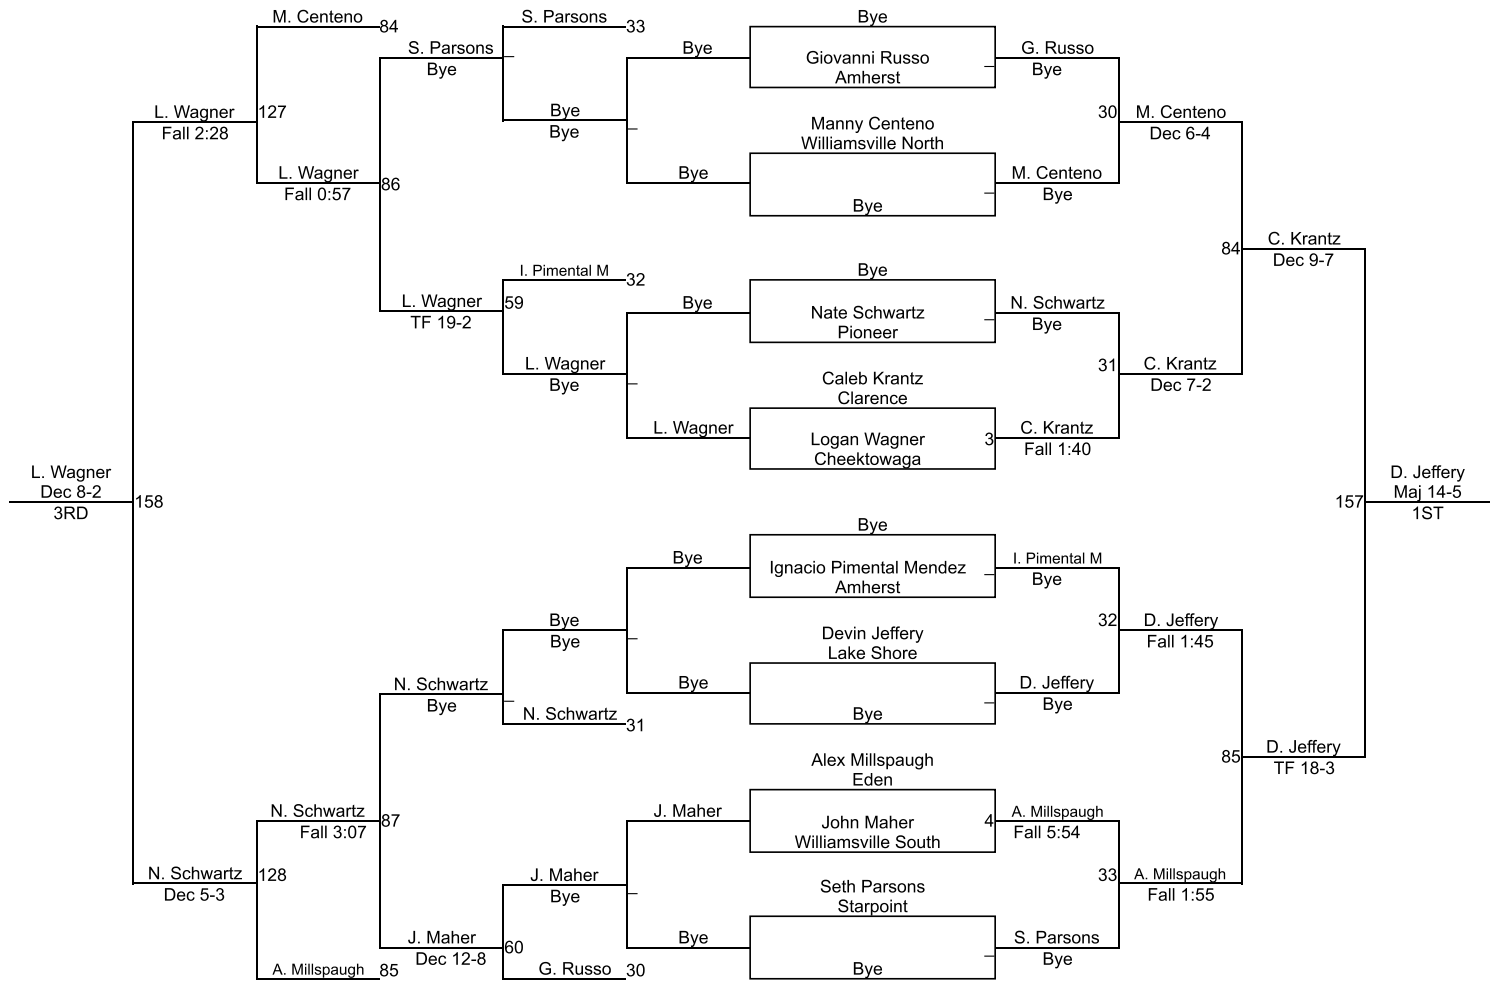 M. Centeno
84
S. Parsons
Bye
S. Parsons
33
Bye
Bye
Bye
Bye
Giovanni Russo
Amherst
G. Russo
Bye
L. Wagner
Fall 2:28
127
Bye
Manny Centeno
Williamsville North
Bye
M. Centeno
Bye
30
M. Centeno
Dec 6-4
L. Wagner
Fall 0:57
86
I. Pimental M
32
L. Wagner
TF 19-2
59
Bye
Bye
Nate Schwartz
Pioneer
N. Schwartz
Bye
84
C. Krantz
Dec 9-7
L. Wagner
Bye
L. Wagner
Caleb Krantz
Clarence
Logan Wagner
Cheektowaga
3
C. Krantz
Fall 1:40
31
C. Krantz
Dec 7-2
L. Wagner
Dec 8-2
3RD
158
157
D. Jeffery
Maj 14-5
1ST
Bye
Bye
Ignacio Pimental Mendez
Amherst
I. Pimental M
Bye
Bye
Bye
Devin Jeffery
Lake Shore
32
D. Jeffery
Fall 1:45
N. Schwartz
Bye
N. Schwartz
31
Bye
Bye
D. Jeffery
Bye
85
D. Jeffery
TF 18-3
Alex Millspaugh
Eden
N. Schwartz
Fall 3:07
87
J. Maher
John Maher
Williamsville South
4
A. Millspaugh
Fall 5:54
N. Schwartz
Dec 5-3
128
J. Maher
Bye
Seth Parsons
Starpoint
33
A. Millspaugh
Fall 1:55
J. Maher
Dec 12-8
60
Bye
Bye
S. Parsons
Bye
A. Millspaugh
85
G. Russo
30